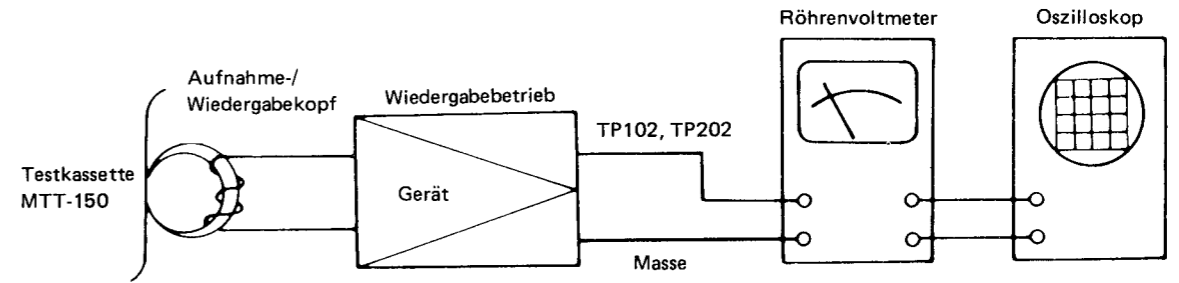 Röhrenvoltmeter
Oszilloskop
Aufnahme-/
Wiedergabekopf
Wiedergabebetrieb
TP102, TP202
Testkassette
MTT-150
Gerät
Masse